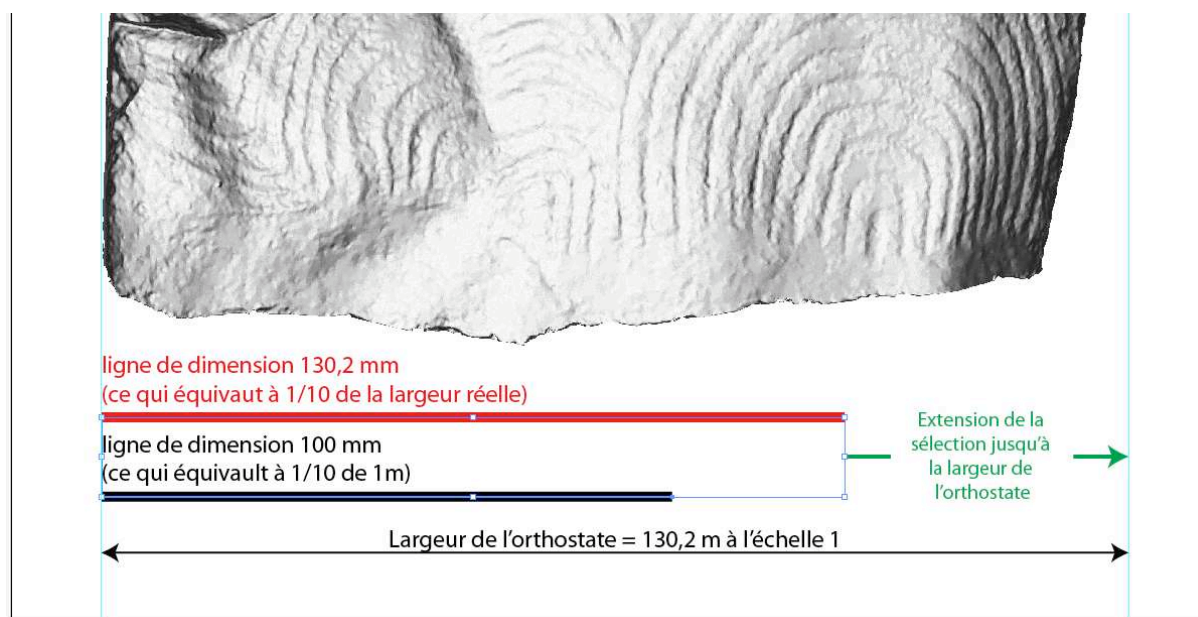 ligne de dimension 130,2 mm
(ce qui équivaut à 1/10 de la largeur réelle)
ligne de dimension 100 mm
(ce qui équivault à 1/10 de 1m)
Extension de la
sélection jusqu'à
la largeur de
l'orthostate
Largeur de l'orthostate = 130,2 m à l'échelle 1